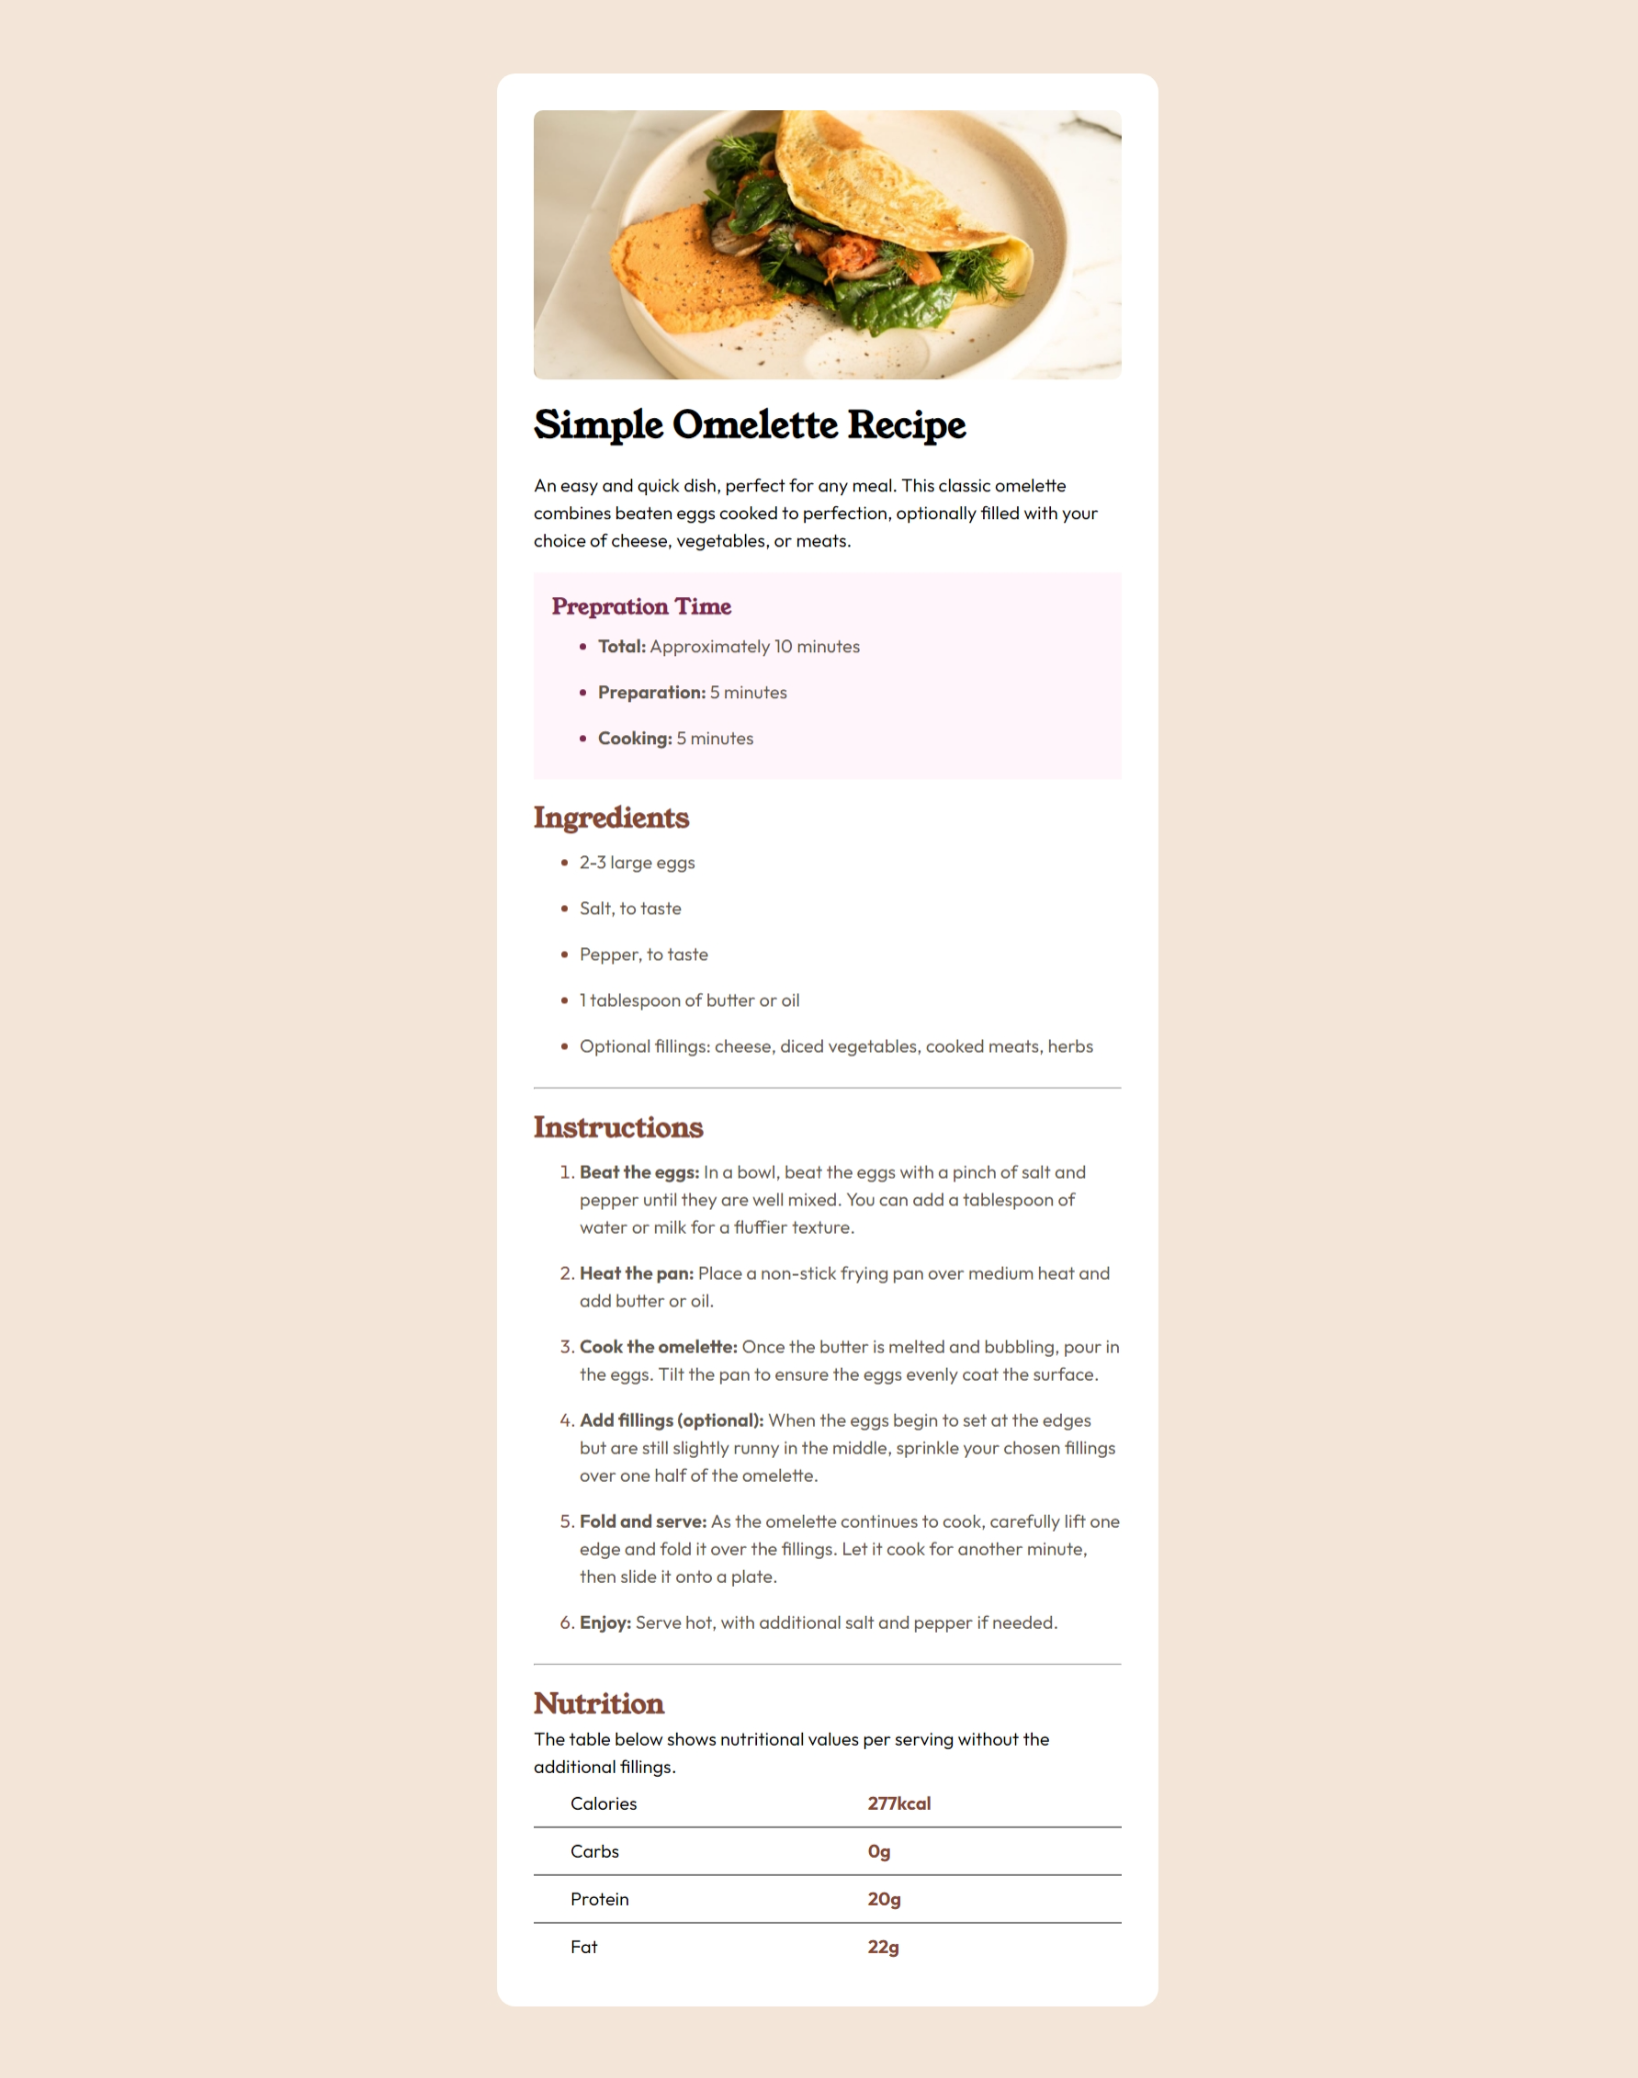 Simple Omelette Recipe
An easy and quick dish, perfect for any meal. This classic omelette
combines beaten eggs cooked to perfection, optionally filled with your
choice of cheese, vegetables, or meats.
Prepration Time
• Total: Approximately 10 minutes
• Preparation: 5 minutes
• Cooking: 5 minutes
Ingredients
• 2-3 large eggs
• Salt, to taste
• Pepper, to taste
• 1 tablespoon of butter or oil
• Optional fillings: cheese, diced vegetables, cooked meats, herbs
Instructions
1. Beat the eggs: In a bowl, beat the eggs with a pinch of salt and
pepper until they are well mixed. You can add a tablespoon of
water or milk for a fluffier texture.
2. Heat the pan: Place a non-stick frying pan over medium heat and
add butter or oil.
3. Cook the omelette: Once the butter is melted and bubbling, pour in
the eggs. Tilt the pan to ensure the eggs evenly coat the surface.
4. Add fillings (optional): When the eggs begin to set at the edges
but are still slightly runny in the middle, sprinkle your chosen fillings
over one half of the omelette.
5. Fold and serve: As the omelette continues to cook, carefully lift one
edge and fold it over the fillings. Let it cook for another minute,
then slide it onto a plate.
6. Enjoy: Serve hot, with additional salt and pepper if needed.
Nutrition
The table below shows nutritional values per serving without the
additional fillings.
Calories 277kcal
Carbs 0g
Protein 20g
Fat 22g